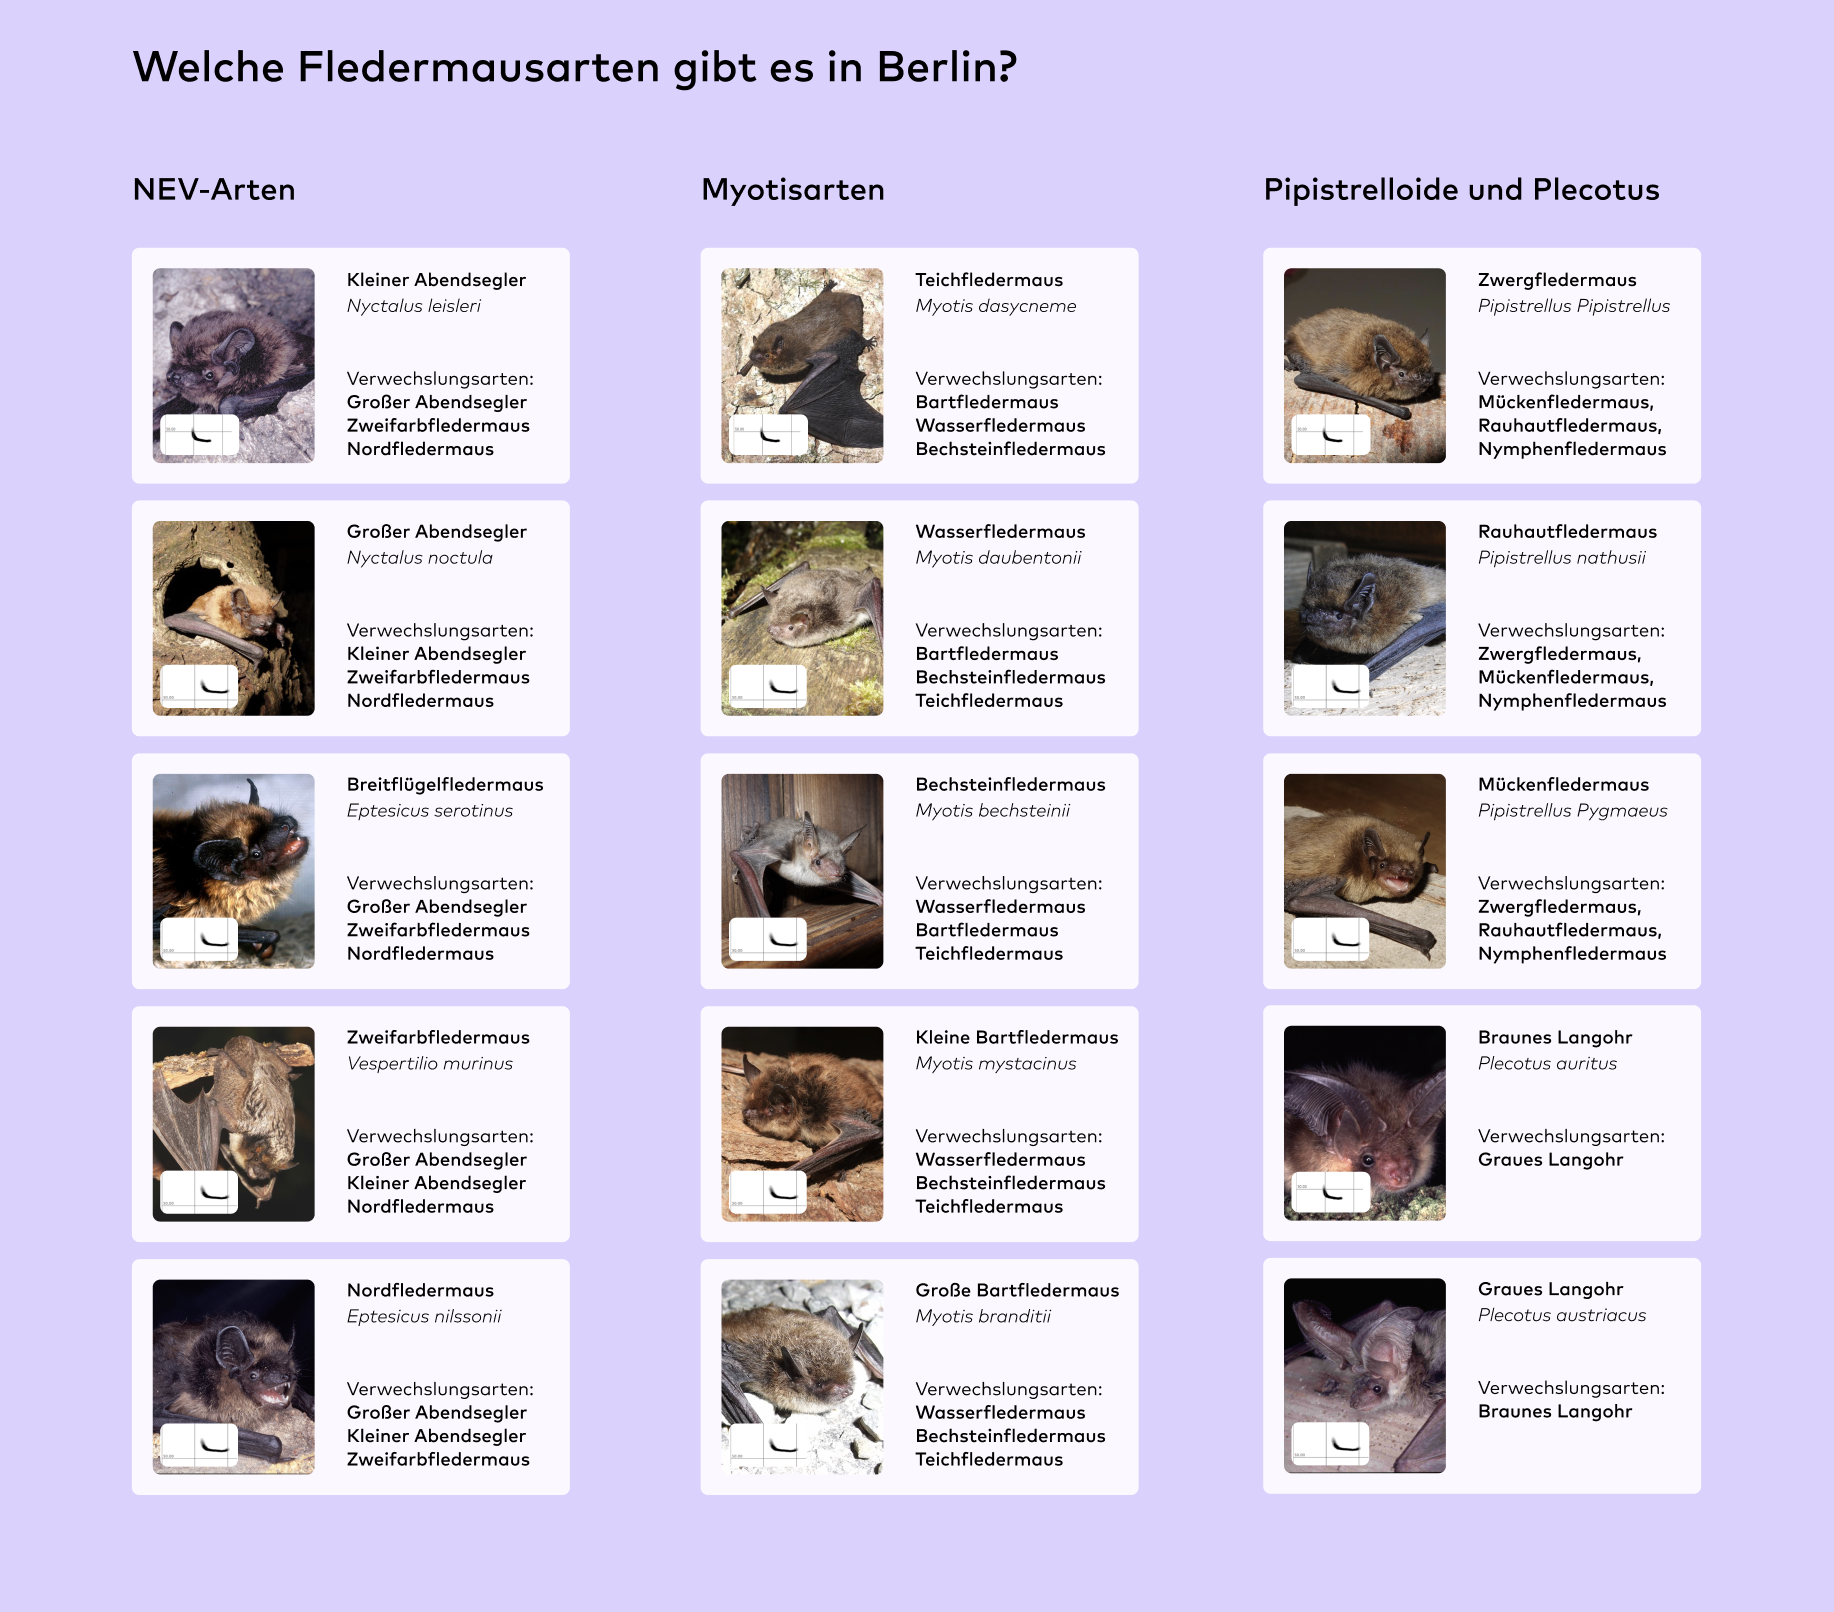 Welche Fledermausarten gibt es in Berlin?
NEV-Arten
Kleiner Abendsegler
Nyctalus leisleri
Verwechslungsarten:
Großer Abendsegler
Zweifarbfledermaus
Nordfledermaus
Großer Abendsegler
Nyctalus noctula
Verwechslungsarten:
Kleiner Abendsegler
Zweifarbfledermaus
Nordfledermaus
Breitflügelfledermaus
Eptesicus serotinus
Verwechslungsarten:
Großer Abendsegler
Zweifarbfledermaus
Nordfledermaus
Zweifarbfledermaus
Vespertilio murinus
Verwechslungsarten:
Großer Abendsegler
Kleiner Abendsegler
Nordfledermaus
Nordfledermaus
Eptesicus nilssonii
Verwechslungsarten:
Großer Abendsegler
Kleiner Abendsegler
Zweifarbfledermaus
Myotisarten
Teichfledermaus
Myotis dasycneme
Verwechslungsarten:
Bartfledermaus
Wasserfledermaus
Bechsteinfledermaus
Wasserfledermaus
Myotis daubentonii
Verwechslungsarten:
Bartfledermaus
Bechsteinfledermaus
Teichfledermaus
Bechsteinfledermaus
Myotis bechsteinii
Verwechslungsarten:
Wasserfledermaus
Bartfledermaus
Teichfledermaus
Kleine Bartfledermaus
Myotis mystacinus
Verwechslungsarten:
Wasserfledermaus
Bechsteinfledermaus
Teichfledermaus
Große Bartfledermaus
Myotis branditii
Verwechslungsarten:
Wasserfledermaus
Bechsteinfledermaus
Teichfledermaus
Pipistrelloide und Plecotus
Zwergfledermaus
Pipistrellus Pipistrellus
Verwechslungsarten:
Mückenfledermaus,
Rauhautfledermaus,
Nymphenfledermaus
Rauhautfledermaus
Pipistrellus nathusii
Verwechslungsarten:
Zwergfledermaus,
Mückenfledermaus,
Nymphenfledermaus
Mückenfledermaus
Pipistrellus Pygmaeus
Verwechslungsarten:
Zwergfledermaus,
Rauhautfledermaus,
Nymphenfledermaus
Braunes Langohr
Plecotus auritus
Verwechslungsarten:
Graues Langohr
Graues Langohr
Plecotus austriacus
Verwechslungsarten:
Braunes Langohr